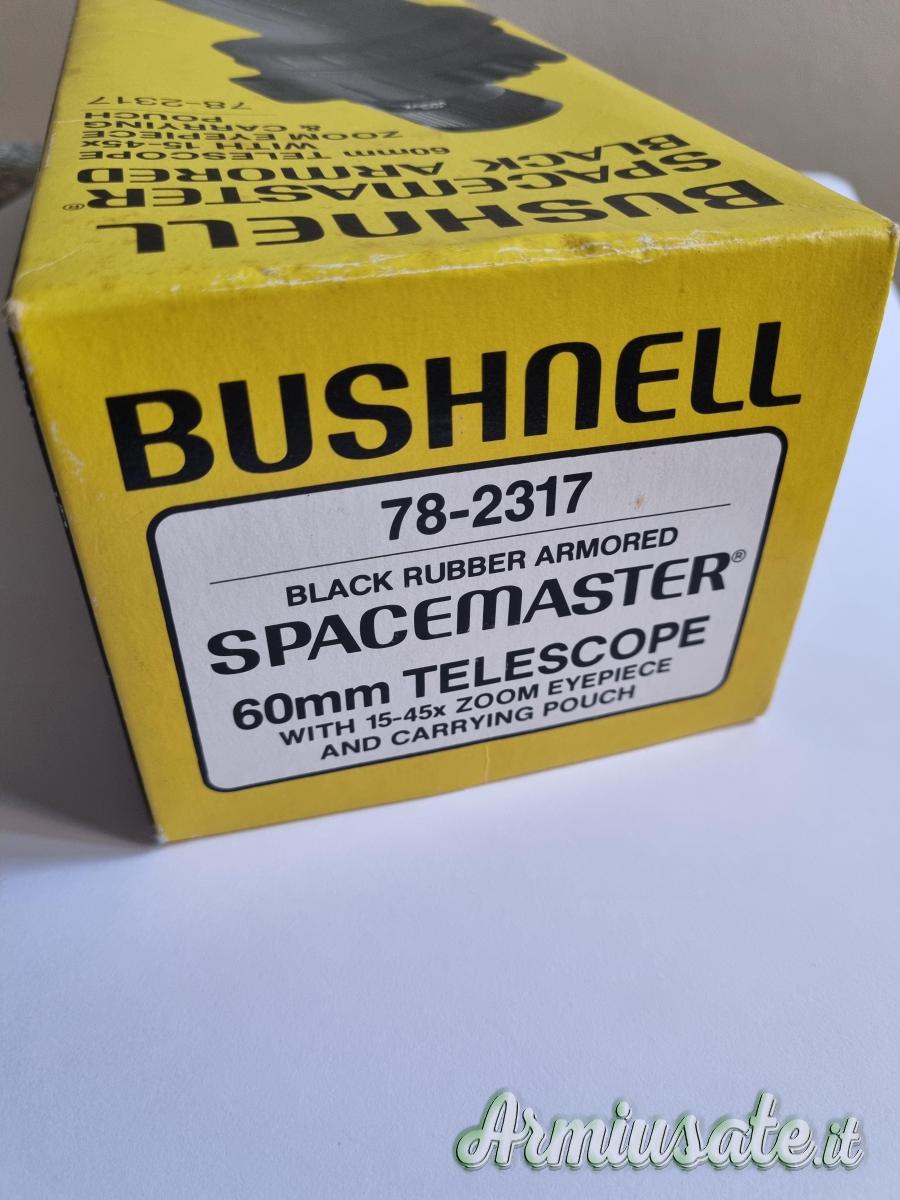 BUSHNELL
SPACEMASTER®
BLACK ARMORED
60mm TELESCOPE
WITH 15-45x
ZOOM EYEPIECE
& CARRYING
POUCH
78-2317
BUSHNELL
78-2317
BLACK RUBBER ARMORED
SPACEMASTER®
60mm TELESCOPE
WITH 15-45x ZOOM EYEPIECE
AND CARRYING POUCH
Armiusate.it